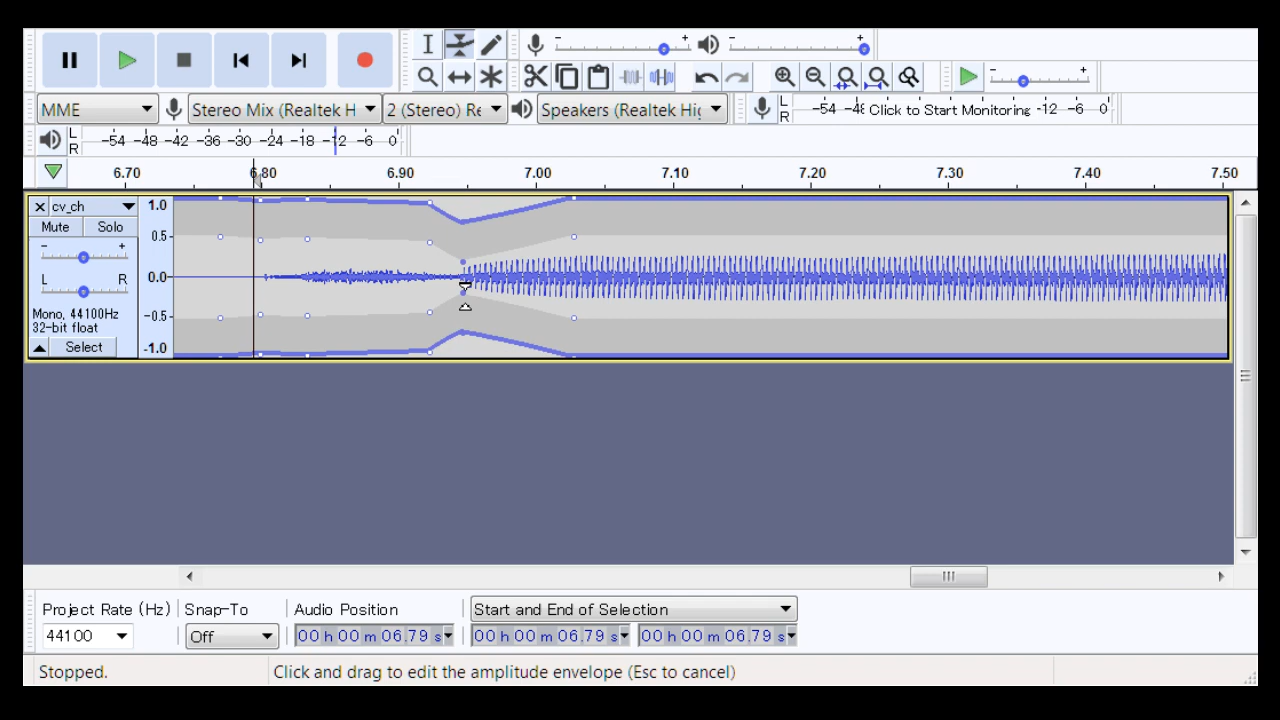 MME
Stereo Mix (Realtek H
2 (Stereo) Re
Speakers (Realtek Hig
L
R
-54 -48 Click to Start Monitoring -12 -6 0
L
R
-54 -48 -42 -36 -30 -24 -18 -12 -6 0
6.70 6.80 6.90 7.00 7.10 7.20 7.30 7.40 7.50
cv_ch
Mute Solo
- +
L R
Mono, 44100Hz
32-bit float
Select
1.0
0.5
0.0
-0.5
-1.0
Project Rate (Hz) Snap-To Audio Position Start and End of Selection
44100 Off 00 h 00 m 06.79 s 00 h 00 m 06.79 s 00 h 00 m 06.79 s
Stopped. Click and drag to edit the amplitude envelope (Esc to cancel)